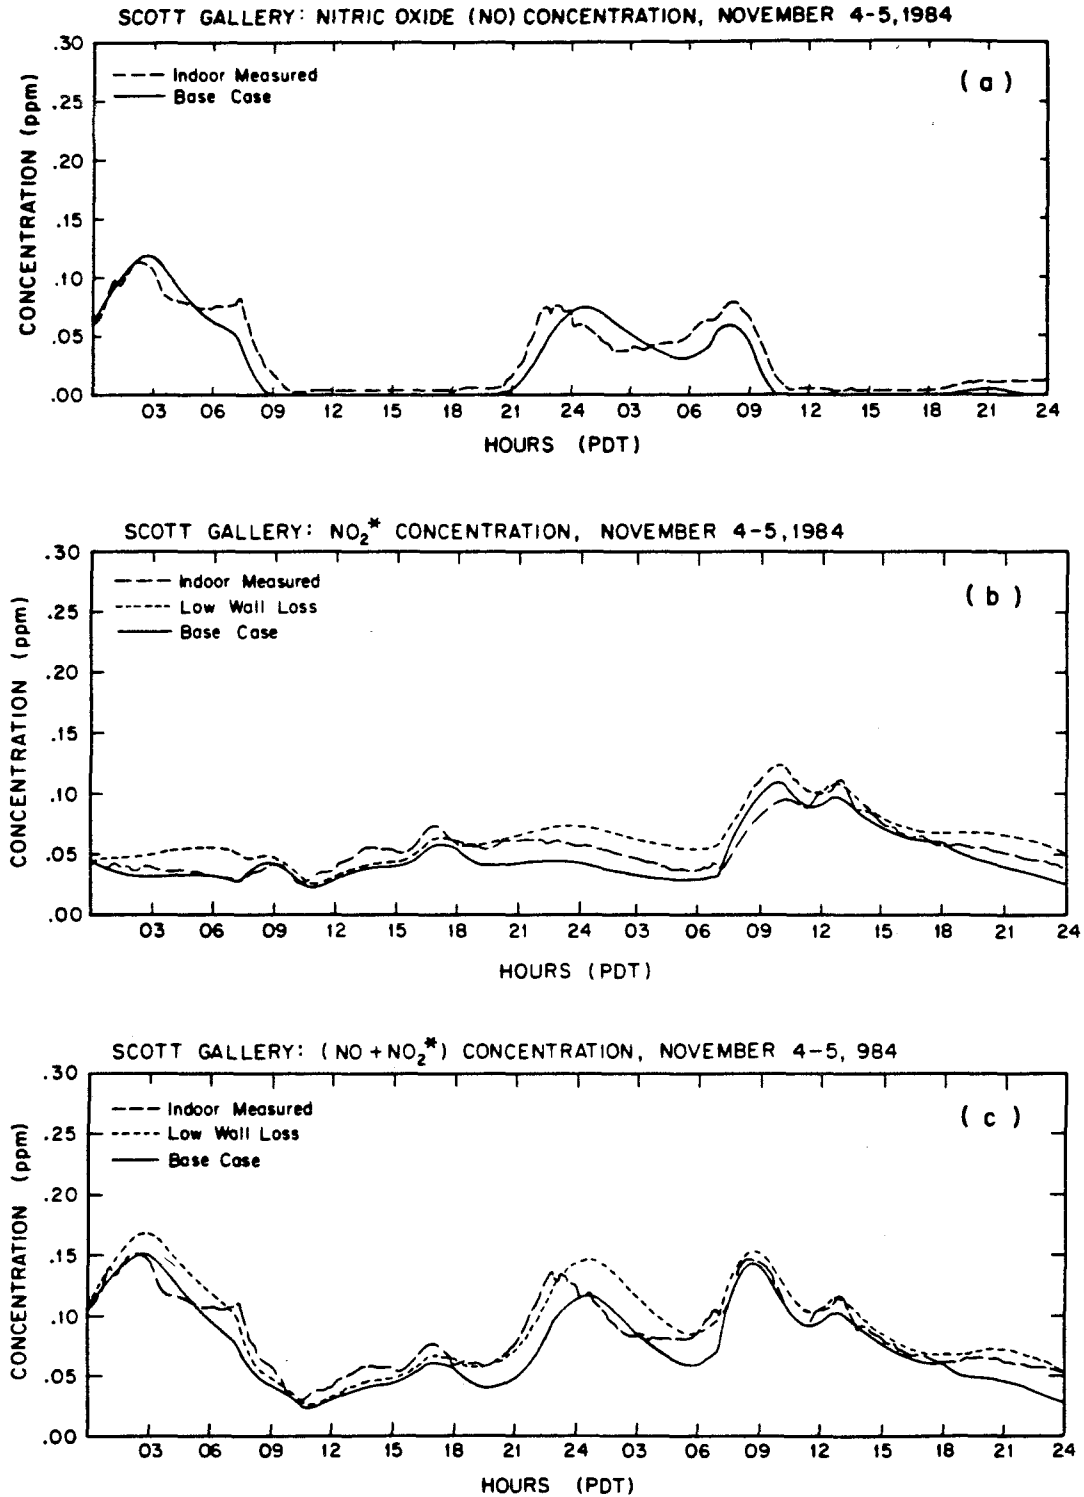 SCOTT GALLERY: NITRIC OXIDE (NO) CONCENTRATION, NOVEMBER 4-5, 1984
.30
.25
.20
.15
.10
.05
.00
CONCENTRATION (ppm)
Indoor Measured
Base Case
(a)
03 06 09 12 15 18 21 24 03 06 09 12 15 18 21 24
HOURS (PDT)
SCOTT GALLERY: NO2* CONCENTRATION, NOVEMBER 4-5, 1984
.30
.25
.20
.15
.10
.05
.00
CONCENTRATION (ppm)
Indoor Measured
Low Wall Loss
Base Case
(b)
03 06 09 12 15 18 21 24 03 06 09 12 15 18 21 24
HOURS (PDT)
SCOTT GALLERY: (NO + NO2*) CONCENTRATION, NOVEMBER 4-5, 984
.30
.25
.20
.15
.10
.05
.00
CONCENTRATION (ppm)
Indoor Measured
Low Wall Loss
Base Case
(c)
03 06 09 12 15 18 21 24 03 06 09 12 15 18 21 24
HOURS (PDT)